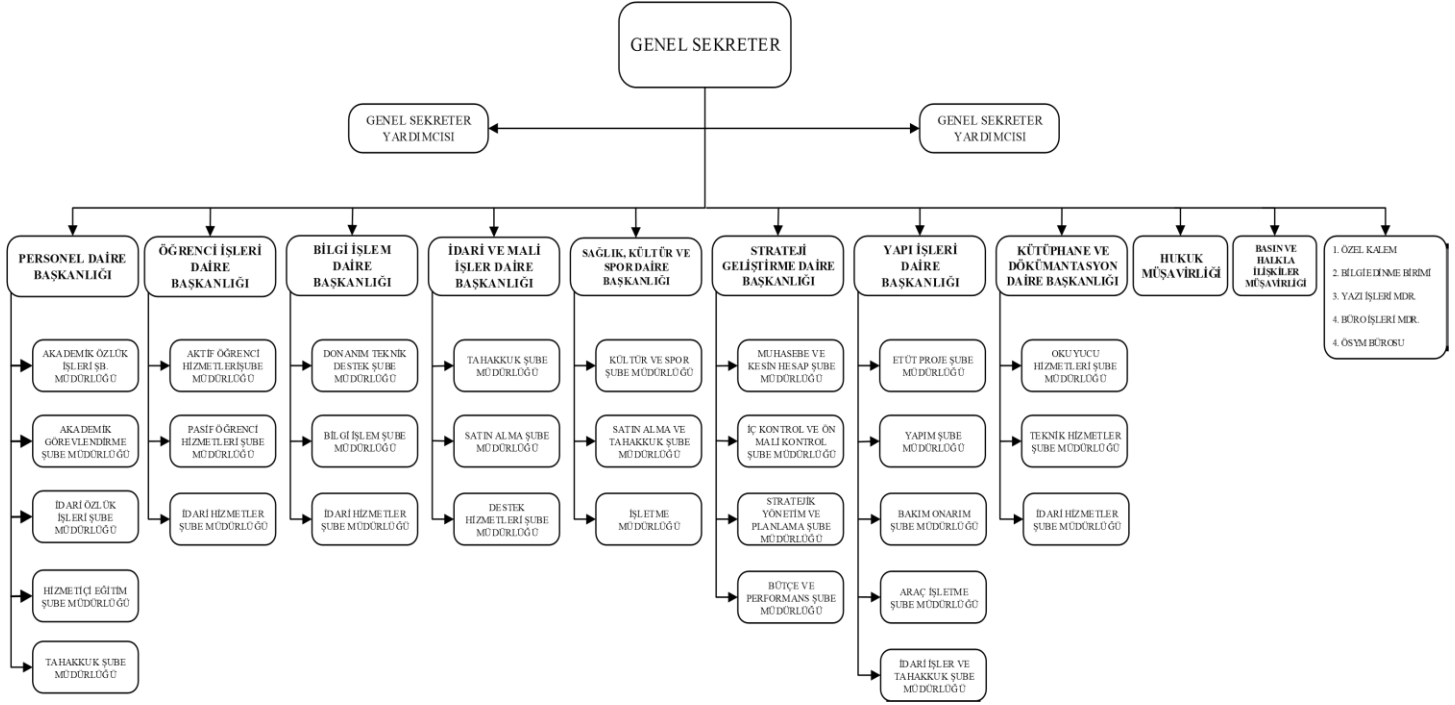 GENEL SEKRETER
GENEL SEKRETER
YARDIMCISI
GENEL SEKRETER
YARDIMCISI
PERSONEL DAİRE
BAŞKANLIĞI
ÖĞRENCİ İŞLERİ
DAİRE
BAŞKANLIĞI
BİLGİ İŞLEM
DAİRE
BAŞKANLIĞI
İDARİ VE MALİ
İŞLER DAİRE
BAŞKANLIĞI
SAĞLIK, KÜLTÜR VE
SPOR DAİRE
BAŞKANLIĞI
STRATEJİ
GELİŞTİRME DAİRE
BAŞKANLIĞI
YAPI İŞLERİ
DAİRE
BAŞKANLIĞI
KÜTÜPHANE VE
DÖKÜMANTASYON
DAİRE BAŞKANLIĞI
HUKUK
MÜŞAVİRLİĞİ
BASIN VE
HALKLA
İLİŞKİLER
MÜŞAVİRLİĞİ
1. ÖZEL KALEM
2. BİLGİ EDİNME BİRİMİ
3. YAZI İŞLERİ MDR.
4. BÜRO İŞLERİ MDR.
4. ÖSYM BÜROSU
AKADEMİK ÖZLÜK
İŞLERİ ŞB.
MÜDÜRLÜĞÜ
AKADEMİK
GÖREVLENDİRME
ŞUBE MÜDÜRLÜĞÜ
İDARİ ÖZLÜK
İŞLERİ ŞUBE
MÜDÜRLÜĞÜ
HİZMETİÇİ EĞİTİM
ŞUBE MÜDÜRLÜĞÜ
TAHAKKUK ŞUBE
MÜDÜRLÜĞÜ
AKTİF ÖĞRENCİ
HİZMETLERİŞUBE
MÜDÜRLÜĞÜ
PASİF ÖĞRENCİ
HİZMETLERİ ŞUBE
MÜDÜRLÜĞÜ
İDARİ HİZMETLER
ŞUBE MÜDÜRLÜĞÜ
DONANIM TEKNİK
DESTEK ŞUBE
MÜDÜRLÜĞÜ
BİLGİ İŞLEM ŞUBE
MÜDÜRLÜĞÜ
İDARİ HİZMETLER
ŞUBE MÜDÜRLÜĞÜ
TAHAKKUK ŞUBE
MÜDÜRLÜĞÜ
SATIN ALMA ŞUBE
MÜDÜRLÜĞÜ
DESTEK
HİZMETLERİ ŞUBE
MÜDÜRLÜĞÜ
KÜLTÜR VE SPOR
ŞUBE MÜDÜRLÜĞÜ
SATIN ALMA VE
TAHAKKUK ŞUBE
MÜDÜRLÜĞÜ
İŞLETME
MÜDÜRLÜĞÜ
MUHASEBE VE
KESİN HESAP ŞUBE
MÜDÜRLÜĞÜ
İÇ KONTROL VE ÖN
MALİ KONTROL
ŞUBE MÜDÜRLÜĞÜ
STRATEJİK
YÖNETİM VE
PLANLAMA ŞUBE
MÜDÜRLÜĞÜ
BÜTÇE VE
PERFORMANS ŞUBE
MÜDÜRLÜĞÜ
ETÜT PROJE ŞUBE
MÜDÜRLÜĞÜ
YAPIM ŞUBE
MÜDÜRLÜĞÜ
BAKIM ONARIM
ŞUBE MÜDÜRLÜĞÜ
ARAÇ İŞLETME
ŞUBE MÜDÜRLÜĞÜ
İDARİ İŞLER VE
TAHAKKUK ŞUBE
MÜDÜRLÜĞÜ
OKUYUCU
HİZMETLERİ ŞUBE
MÜDÜRLÜĞÜ
TEKNİK HİZMETLER
ŞUBE MÜDÜRLÜĞÜ
İDARİ HİZMETLER
ŞUBE MÜDÜRLÜĞÜ